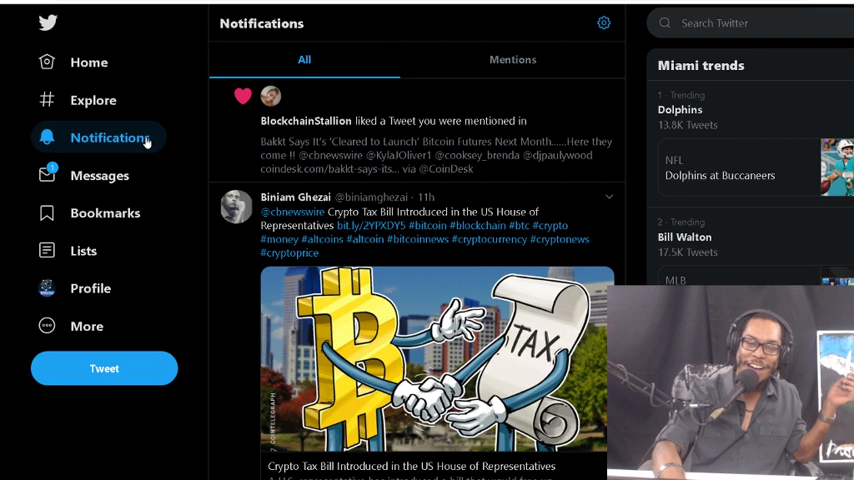 Home
Explore
Notifications
1
Messages
Bookmarks
Lists
Profile
More
Tweet
Notifications
All
Mentions
BlockchainStallion liked a Tweet you were mentioned in
Bakkt Says It's 'Cleared to Launch' Bitcoin Futures Next Month......Here they
come !! @cbnewswire @KylaJOliver1 @cooksey_brenda @djpaulywood
coindesk.com/bakkt-says-its... via @CoinDesk
Biniam Ghezai @biniamghezai · 11h
@cbnewswire Crypto Tax Bill Introduced in the US House of
Representatives bit.ly/2YPXDY5 #bitcoin #blockchain #btc #crypto
#money #altcoins #altcoin #bitcoinnews #cryptocurrency #cryptonews
#cryptoprice
TAX
COINTELEGRAPH
Crypto Tax Bill Introduced in the US House of Representatives
Search Twitter
Miami trends
1 · Trending
Dolphins
13.8K Tweets
NFL
Dolphins at Buccaneers
2 · Trending
Bill Walton
17.5K Tweets
MLB